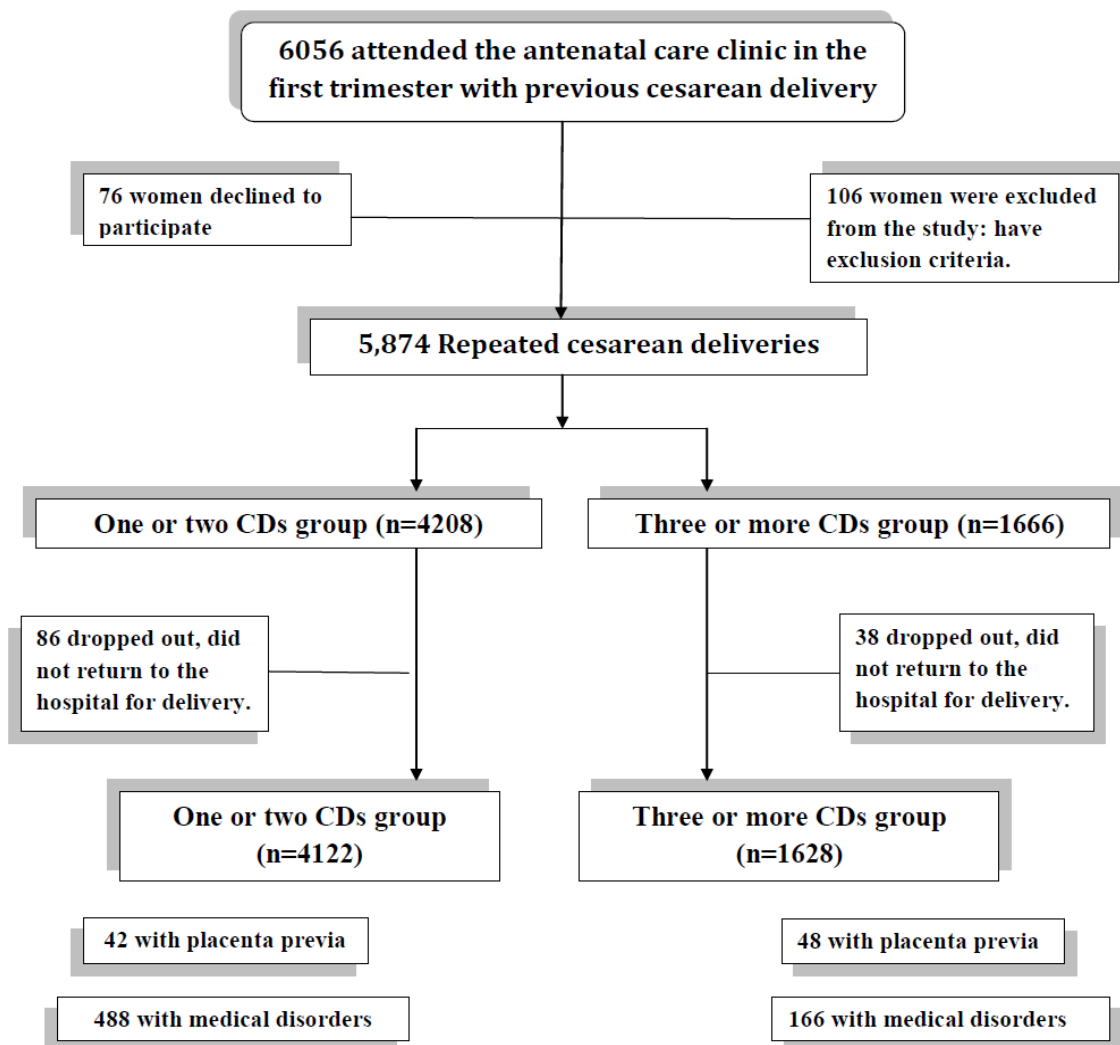 6056 attended the antenatal care clinic in the
first trimester with previous cesarean delivery
76 women declined to
participate
106 women were excluded
from the study: have
exclusion criteria.
5,874 Repeated cesarean deliveries
One or two CDs group (n=4208)
Three or more CDs group (n=1666)
86 dropped out, did
not return to the
hospital for delivery.
38 dropped out, did
not return to the
hospital for delivery.
One or two CDs group
(n=4122)
Three or more CDs group
(n=1628)
42 with placenta previa
48 with placenta previa
488 with medical disorders
166 with medical disorders